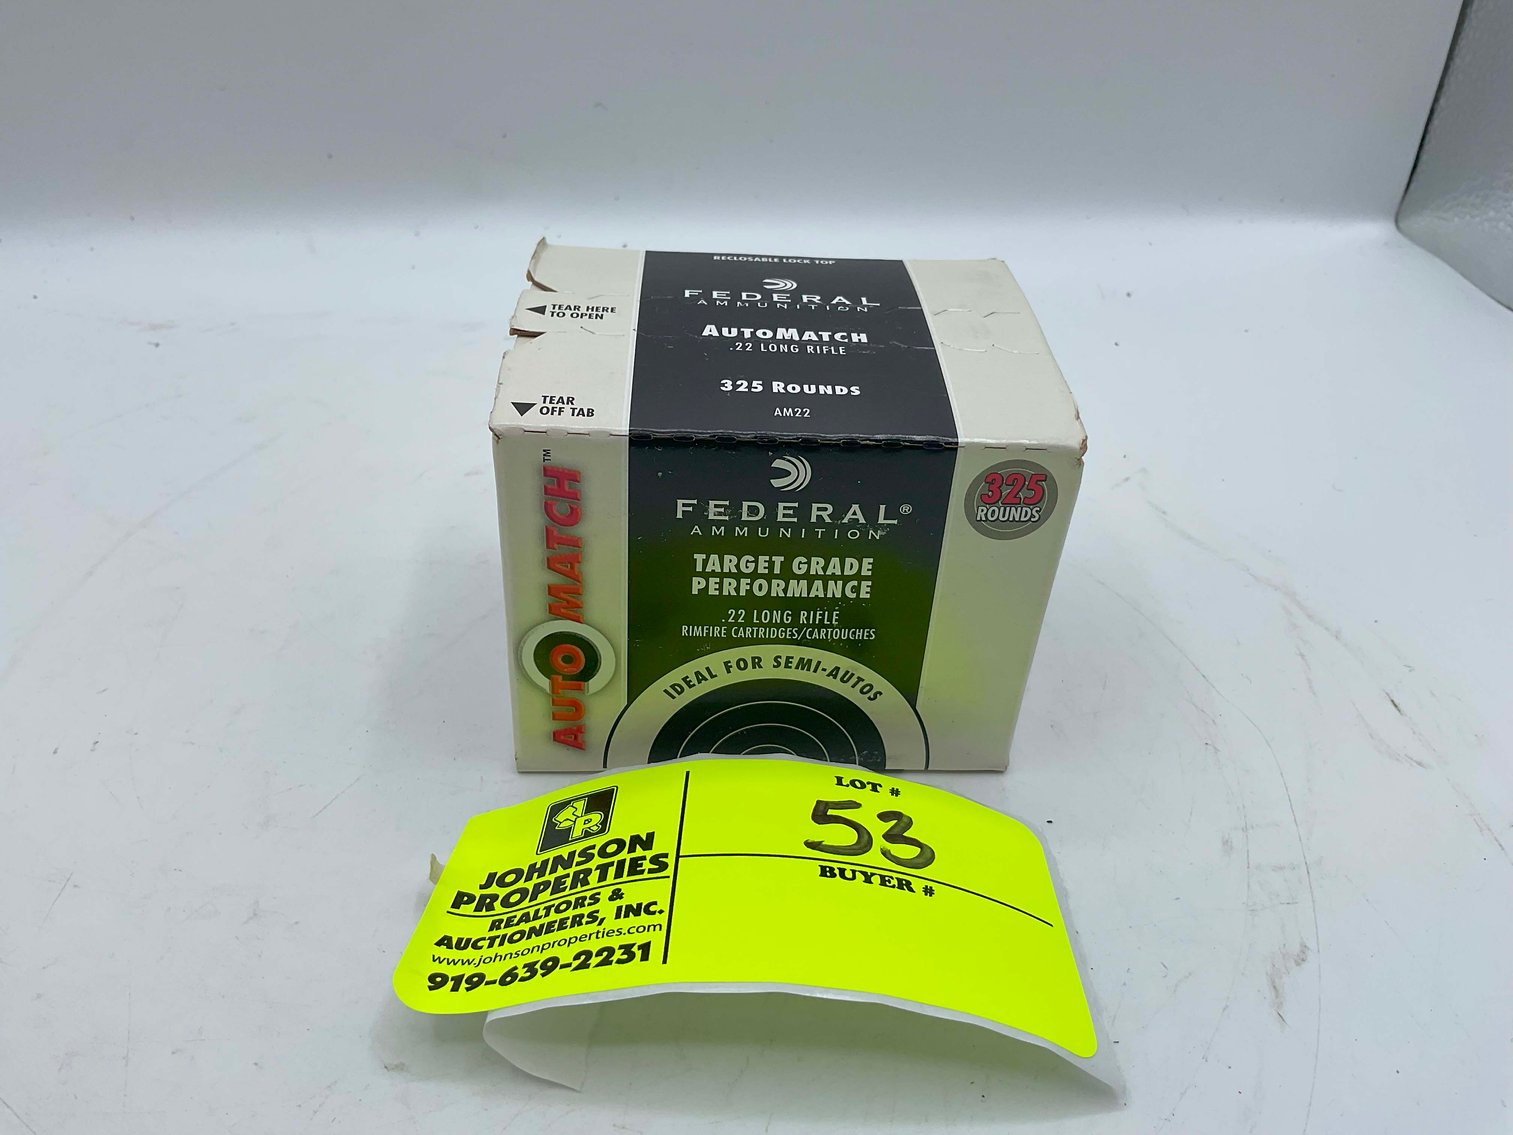 RECLOSABLE LOCK TOP
FEDERAL
AMMUNITION
AUTOMATCH
.22 LONG RIFLE
325 ROUNDS
AM22
TEAR HERE
TO OPEN
TEAR
OFF TAB
AUTOMATCH™
FEDERAL®
AMMUNITION
TARGET GRADE
PERFORMANCE
.22 LONG RIFLE
RIMFIRE CARTRIDGES/CARTOUCHES
IDEAL FOR SEMI-AUTOS
325
ROUNDS
JP
JOHNSON
PROPERTIES
REALTORS &
AUCTIONEERS, INC.
www.johnsonproperties.com
919-639-2231
LOT #
53
BUYER #